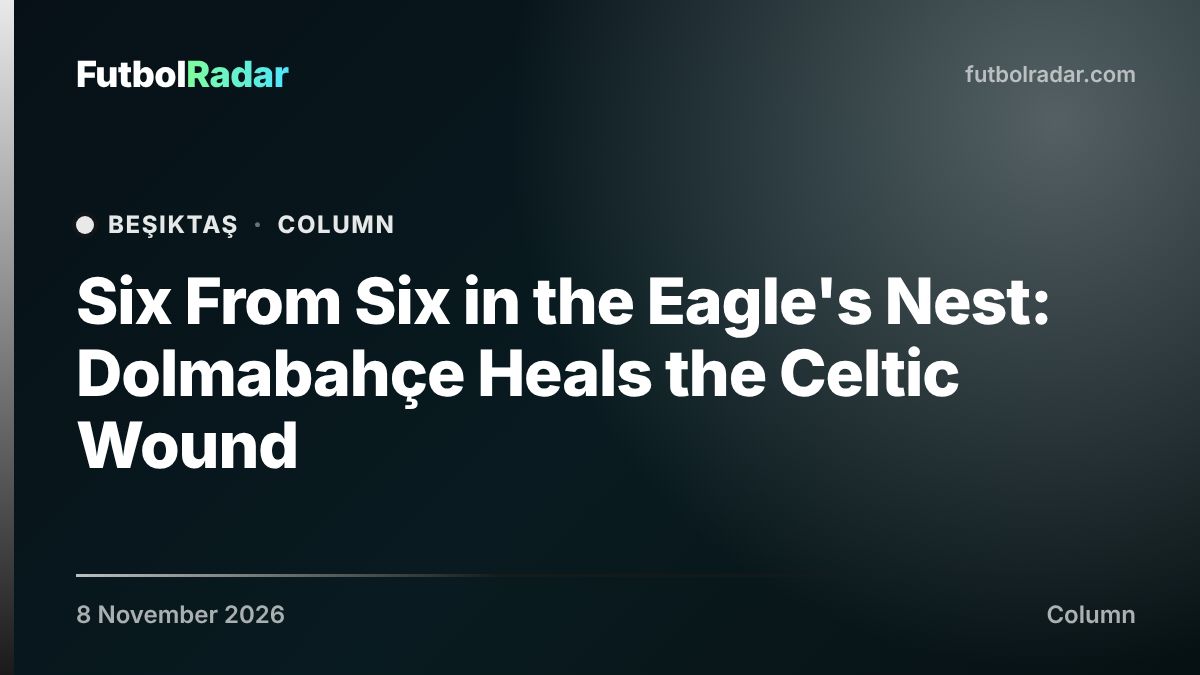 FutbolRadar
futbolradar.com
BEŞIKTAŞ · COLUMN
Six From Six in the Eagle's Nest:
Dolmabahçe Heals the Celtic
Wound
8 November 2026
Column